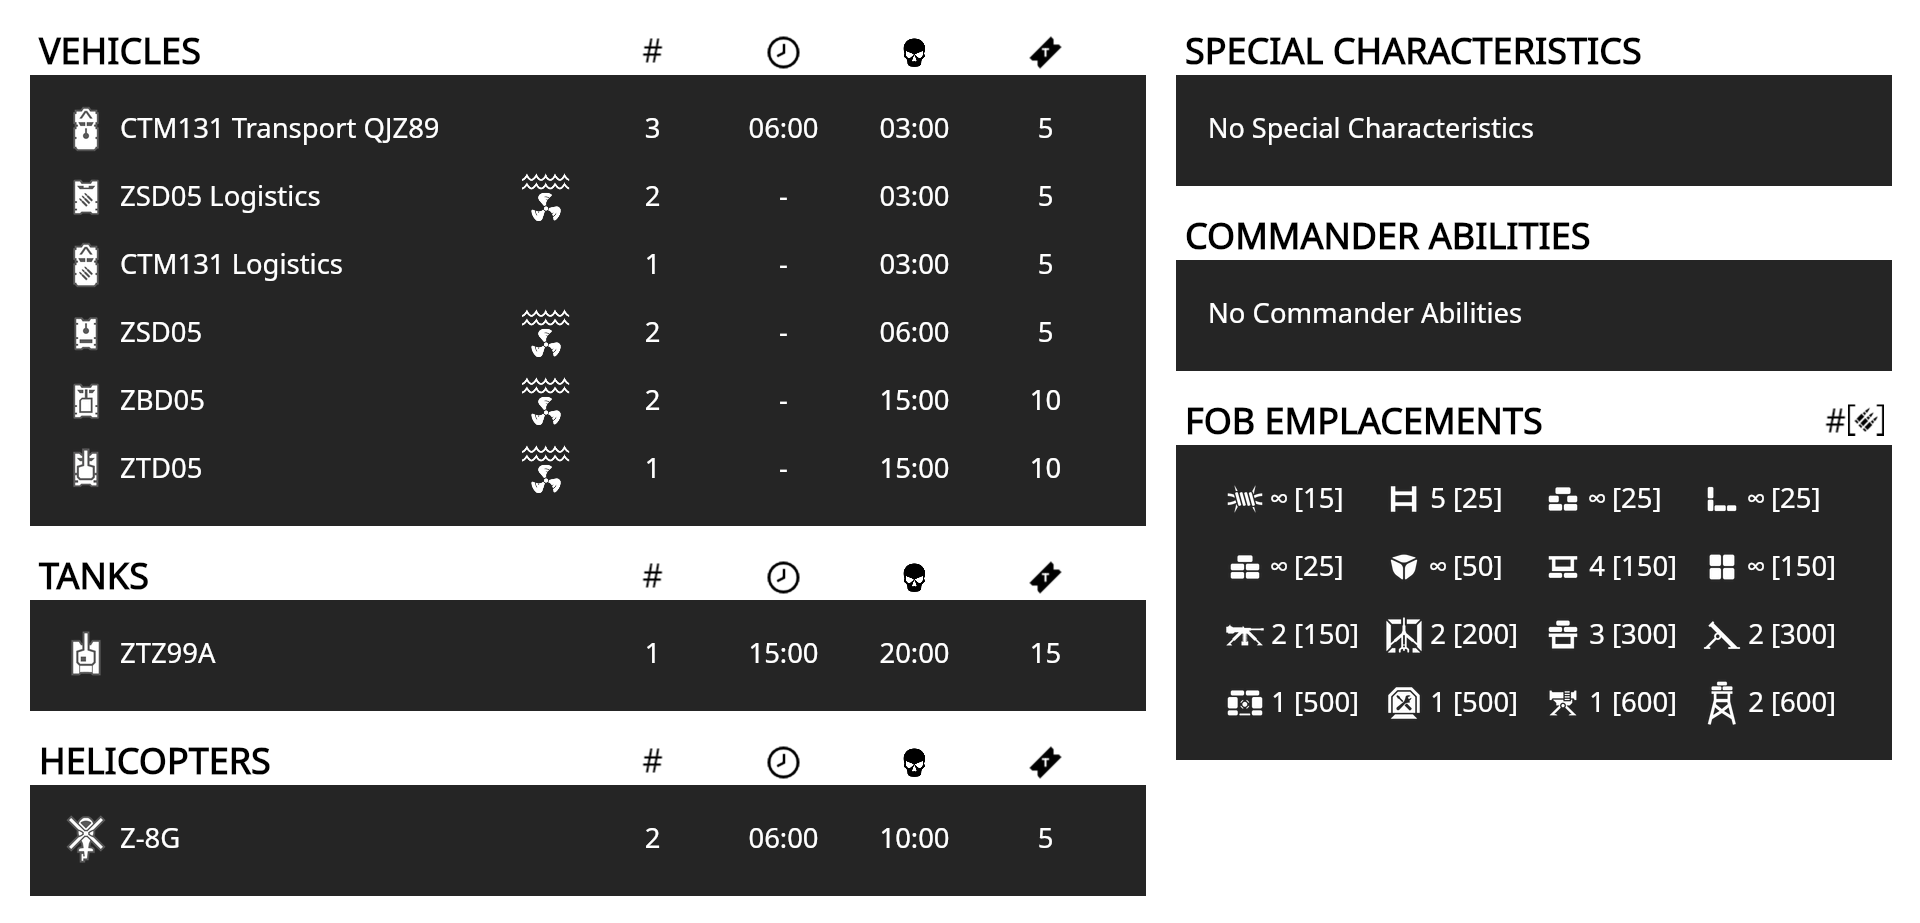 VEHICLES #
CTM131 Transport QJZ89 3 06:00 03:00 5
ZSD05 Logistics 2 - 03:00 5
CTM131 Logistics 1 - 03:00 5
ZSD05 2 - 06:00 5
ZBD05 2 - 15:00 10
ZTD05 1 - 15:00 10
TANKS #
ZTZ99A 1 15:00 20:00 15
HELICOPTERS #
Z-8G 2 06:00 10:00 5
SPECIAL CHARACTERISTICS
No Special Characteristics
COMMANDER ABILITIES
No Commander Abilities
FOB EMPLACEMENTS #[]
∞ [15] 5 [25] ∞ [25] ∞ [25]
∞ [25] ∞ [50] 4 [150] ∞ [150]
2 [150] 2 [200] 3 [300] 2 [300]
1 [500] 1 [500] 1 [600] 2 [600]